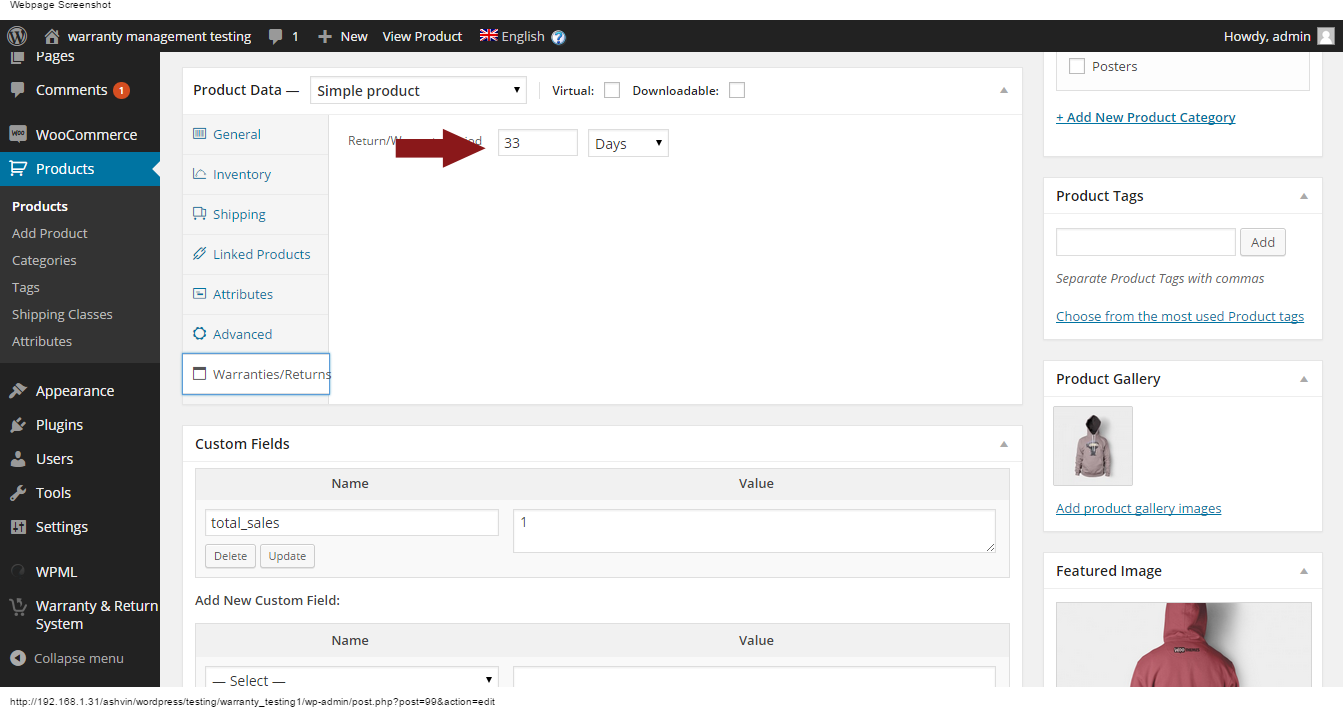 Webpage Screenshot
warranty management testing 1 New View Product English ? Howdy, admin
Pages
Comments 1
WooCommerce
Products
Products
Add Product
Categories
Tags
Shipping Classes
Attributes
Appearance
Plugins
Users
Tools
Settings
WPML
Warranty & Return
System
Collapse menu
Product Data — Simple product Virtual: Downloadable:
General
Inventory
Shipping
Linked Products
Attributes
Advanced
Warranties/Returns
33 Days
Custom Fields
Name Value
total_sales 1
Delete Update
Add New Custom Field:
Name Value
— Select —
Posters
+ Add New Product Category
Product Tags
Add
Separate Product Tags with commas
Choose from the most used Product tags
Product Gallery
Add product gallery images
Featured Image
http://192.168.1.31/ashvin/wordpress/testing/warranty_testing1/wp-admin/post.php?post=99&action=edit